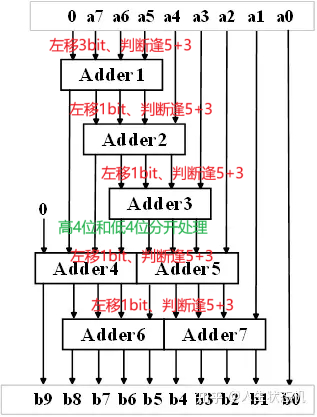 0 a7 a6 a5 a4 a3 a2 a1 a0
左移3bit、判断逢5+3
Adder1
左移1bit、判断逢5+3
Adder2
左移1bit、判断逢5+3
Adder3
0
高4位和低4位分开处理
左移1bit、判断逢5+3
Adder4 Adder5
左移1bit、判断逢5+3
Adder6 Adder7
b9 b8 b7 b6 b5 b4 b3 b2 b1 b0